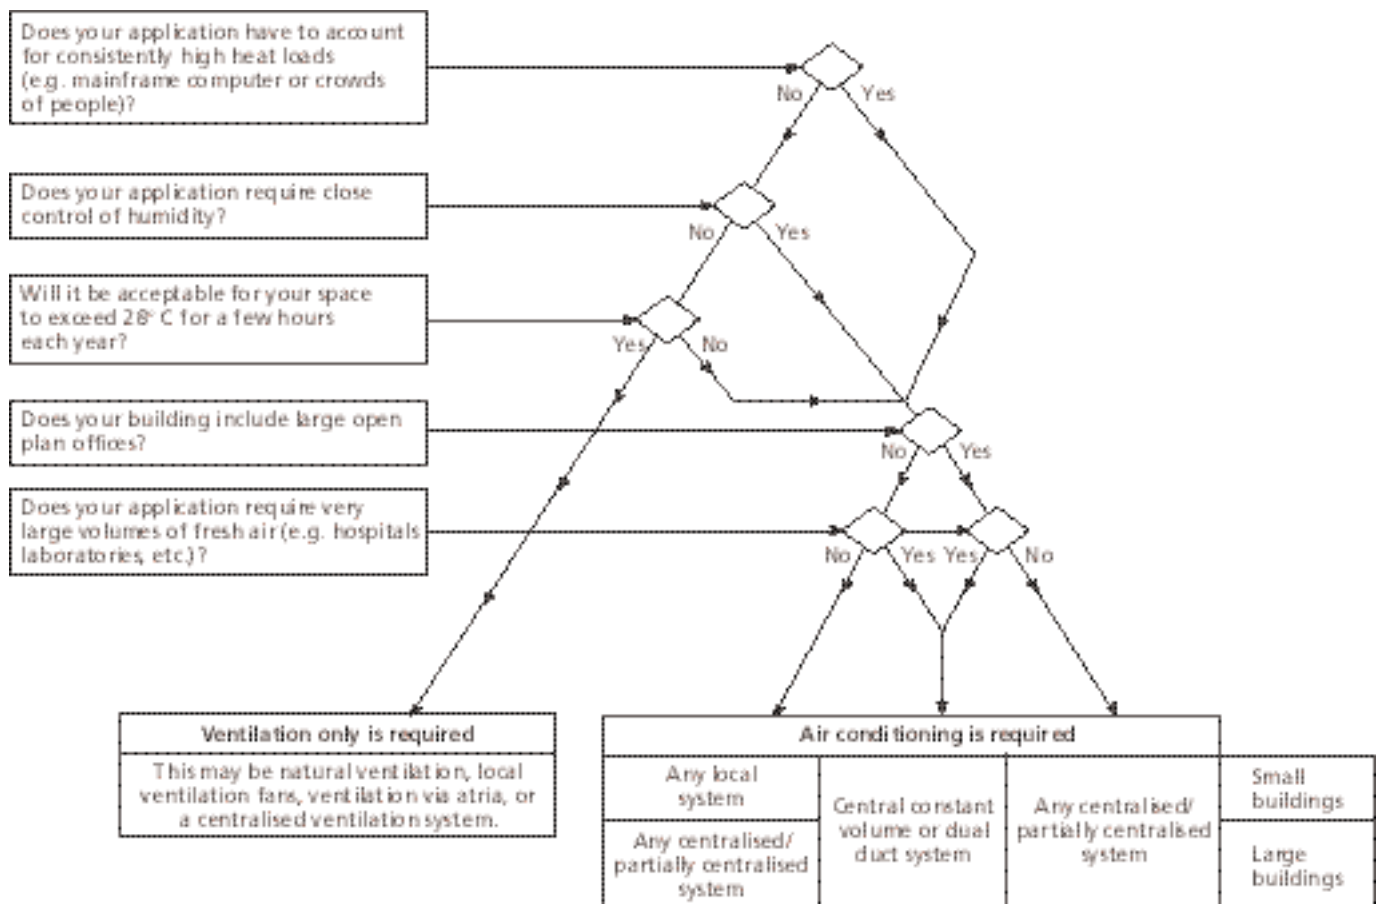 Does your application have to account
for consistently high heat loads
(e.g. mainframe computer or crowds
of people)?
No
Yes
Does your application require close
control of humidity?
No
Yes
Will it be acceptable for your space
to exceed 28° C for a few hours
each year?
Yes
No
Does your building include large open
plan offices?
No
Yes
Does your application require very
large volumes of fresh air (e.g. hospitals
laboratories, etc.)?
No
Yes
Yes
No
Ventilation only is required
This may be natural ventilation, local
ventilation fans, ventilation via atria, or
a centralised ventilation system.
Air conditioning is required
Any local
system
Any centralised/
partially centralised
system
Central constant
volume or dual
duct system
Any centralised/
partially centralised
system
Small
buildings
Large
buildings